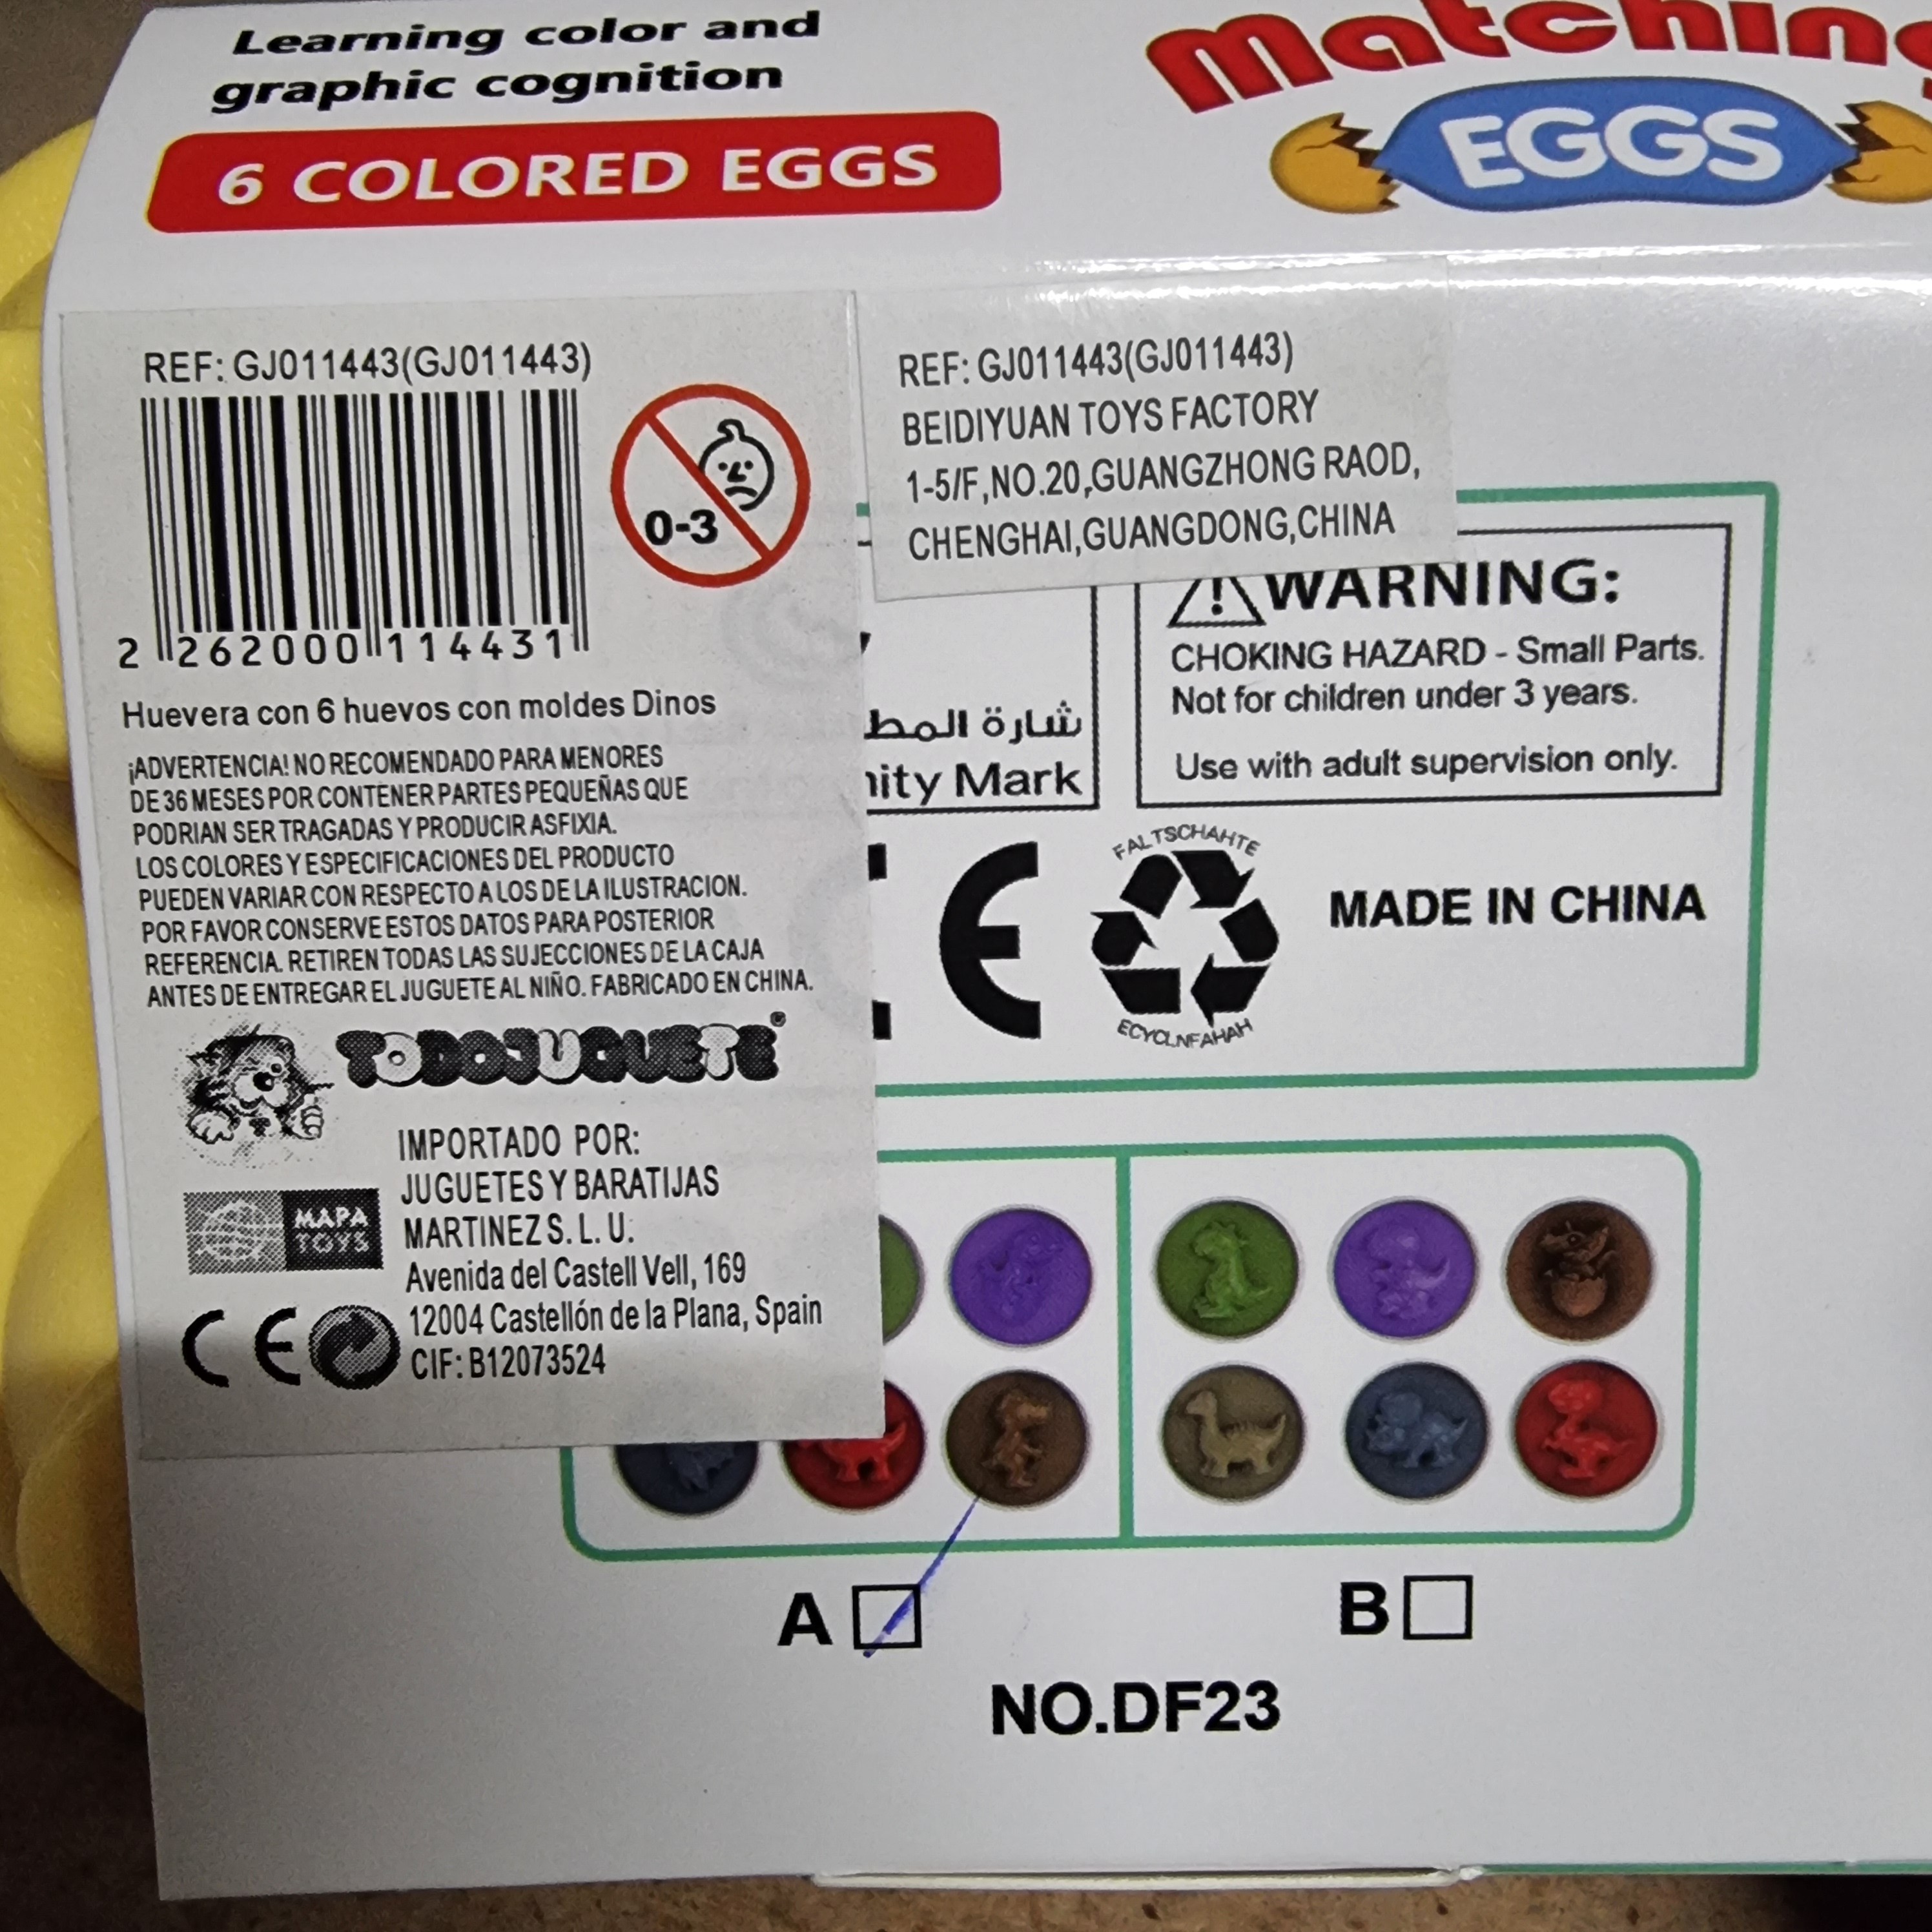 Learning color and
graphic cognition
6 COLORED EGGS
Matching
EGGS
REF: GJ011443(GJ011443)
0-3
2 262000 114431
Huevera con 6 huevos con moldes Dinos
¡ADVERTENCIA! NO RECOMENDADO PARA MENORES
DE 36 MESES POR CONTENER PARTES PEQUEÑAS QUE
PODRIAN SER TRAGADAS Y PRODUCIR ASFIXIA.
LOS COLORES Y ESPECIFICACIONES DEL PRODUCTO
PUEDEN VARIAR CON RESPECTO A LOS DE LA ILUSTRACION.
POR FAVOR CONSERVE ESTOS DATOS PARA POSTERIOR
REFERENCIA. RETIREN TODAS LAS SUJECCIONES DE LA CAJA
ANTES DE ENTREGAR EL JUGUETE AL NIÑO. FABRICADO EN CHINA.
TODOJUGUETE®
IMPORTADO POR:
JUGUETES Y BARATIJAS
MARTINEZ S. L. U.
Avenida del Castell Vell, 169
12004 Castellón de la Plana, Spain
CIF: B12073524
MAPA
TOYS
CE
REF: GJ011443(GJ011443)
BEIDIYUAN TOYS FACTORY
1-5/F,NO.20,GUANGZHONG RAOD,
CHENGHAI,GUANGDONG,CHINA
WARNING:
CHOKING HAZARD - Small Parts.
Not for children under 3 years.
Use with adult supervision only.
شارة المط
nity Mark
CE
FALTSCHAHTE
ECYCLNFAHAH
MADE IN CHINA
A
B
NO.DF23